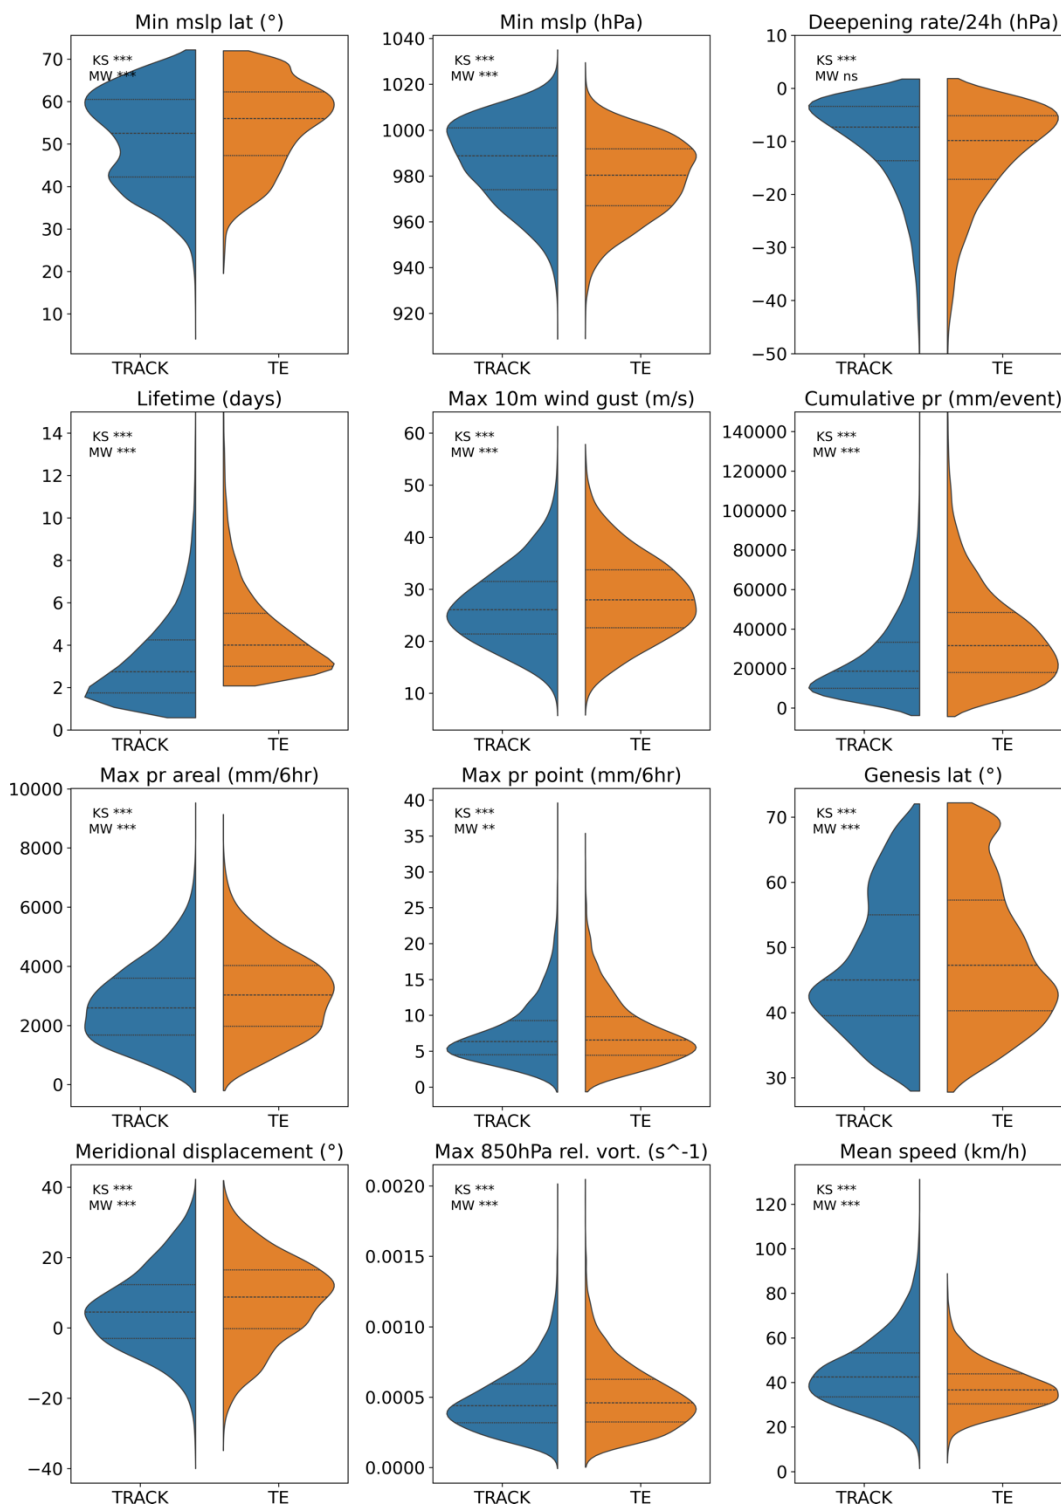 Min mslp lat (°)
70
60
50
40
30
20
10
KS ***
MW ***
TRACK
TE
Min mslp (hPa)
1040
1020
1000
980
960
940
920
KS ***
MW ***
TRACK
TE
Deepening rate/24h (hPa)
10
0
−10
−20
−30
−40
−50
KS ***
MW ns
TRACK
TE
Lifetime (days)
14
12
10
8
6
4
2
0
KS ***
MW ***
TRACK
TE
Max 10m wind gust (m/s)
60
50
40
30
20
10
KS ***
MW ***
TRACK
TE
Cumulative pr (mm/event)
140000
120000
100000
80000
60000
40000
20000
0
KS ***
MW ***
TRACK
TE
Max pr areal (mm/6hr)
10000
8000
6000
4000
2000
0
KS ***
MW ***
TRACK
TE
Max pr point (mm/6hr)
40
35
30
25
20
15
10
5
0
KS ***
MW **
TRACK
TE
Genesis lat (°)
70
60
50
40
30
KS ***
MW ***
TRACK
TE
Meridional displacement (°)
40
20
0
−20
−40
KS ***
MW ***
TRACK
TE
Max 850hPa rel. vort. (s^-1)
0.0020
0.0015
0.0010
0.0005
0.0000
KS ***
MW ***
TRACK
TE
Mean speed (km/h)
120
100
80
60
40
20
0
KS ***
MW ***
TRACK
TE